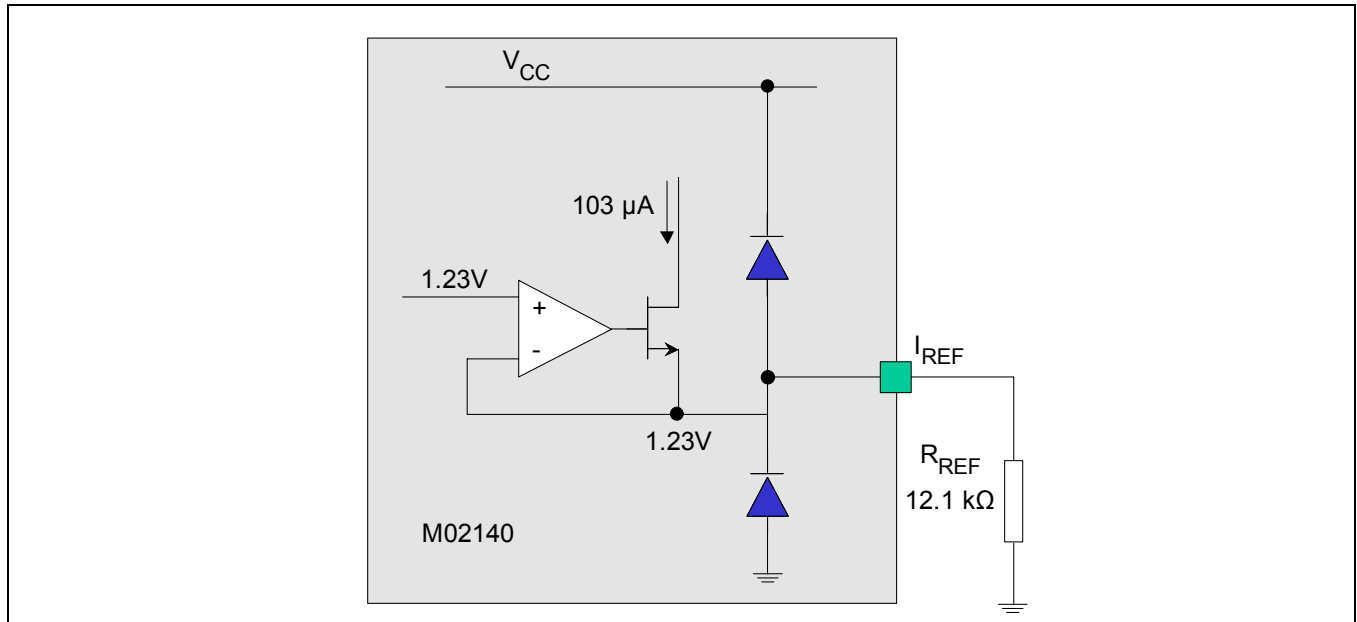 V_CC
103 µA
1.23V
+
-
1.23V
I_REF
R_REF
12.1 kΩ
M02140